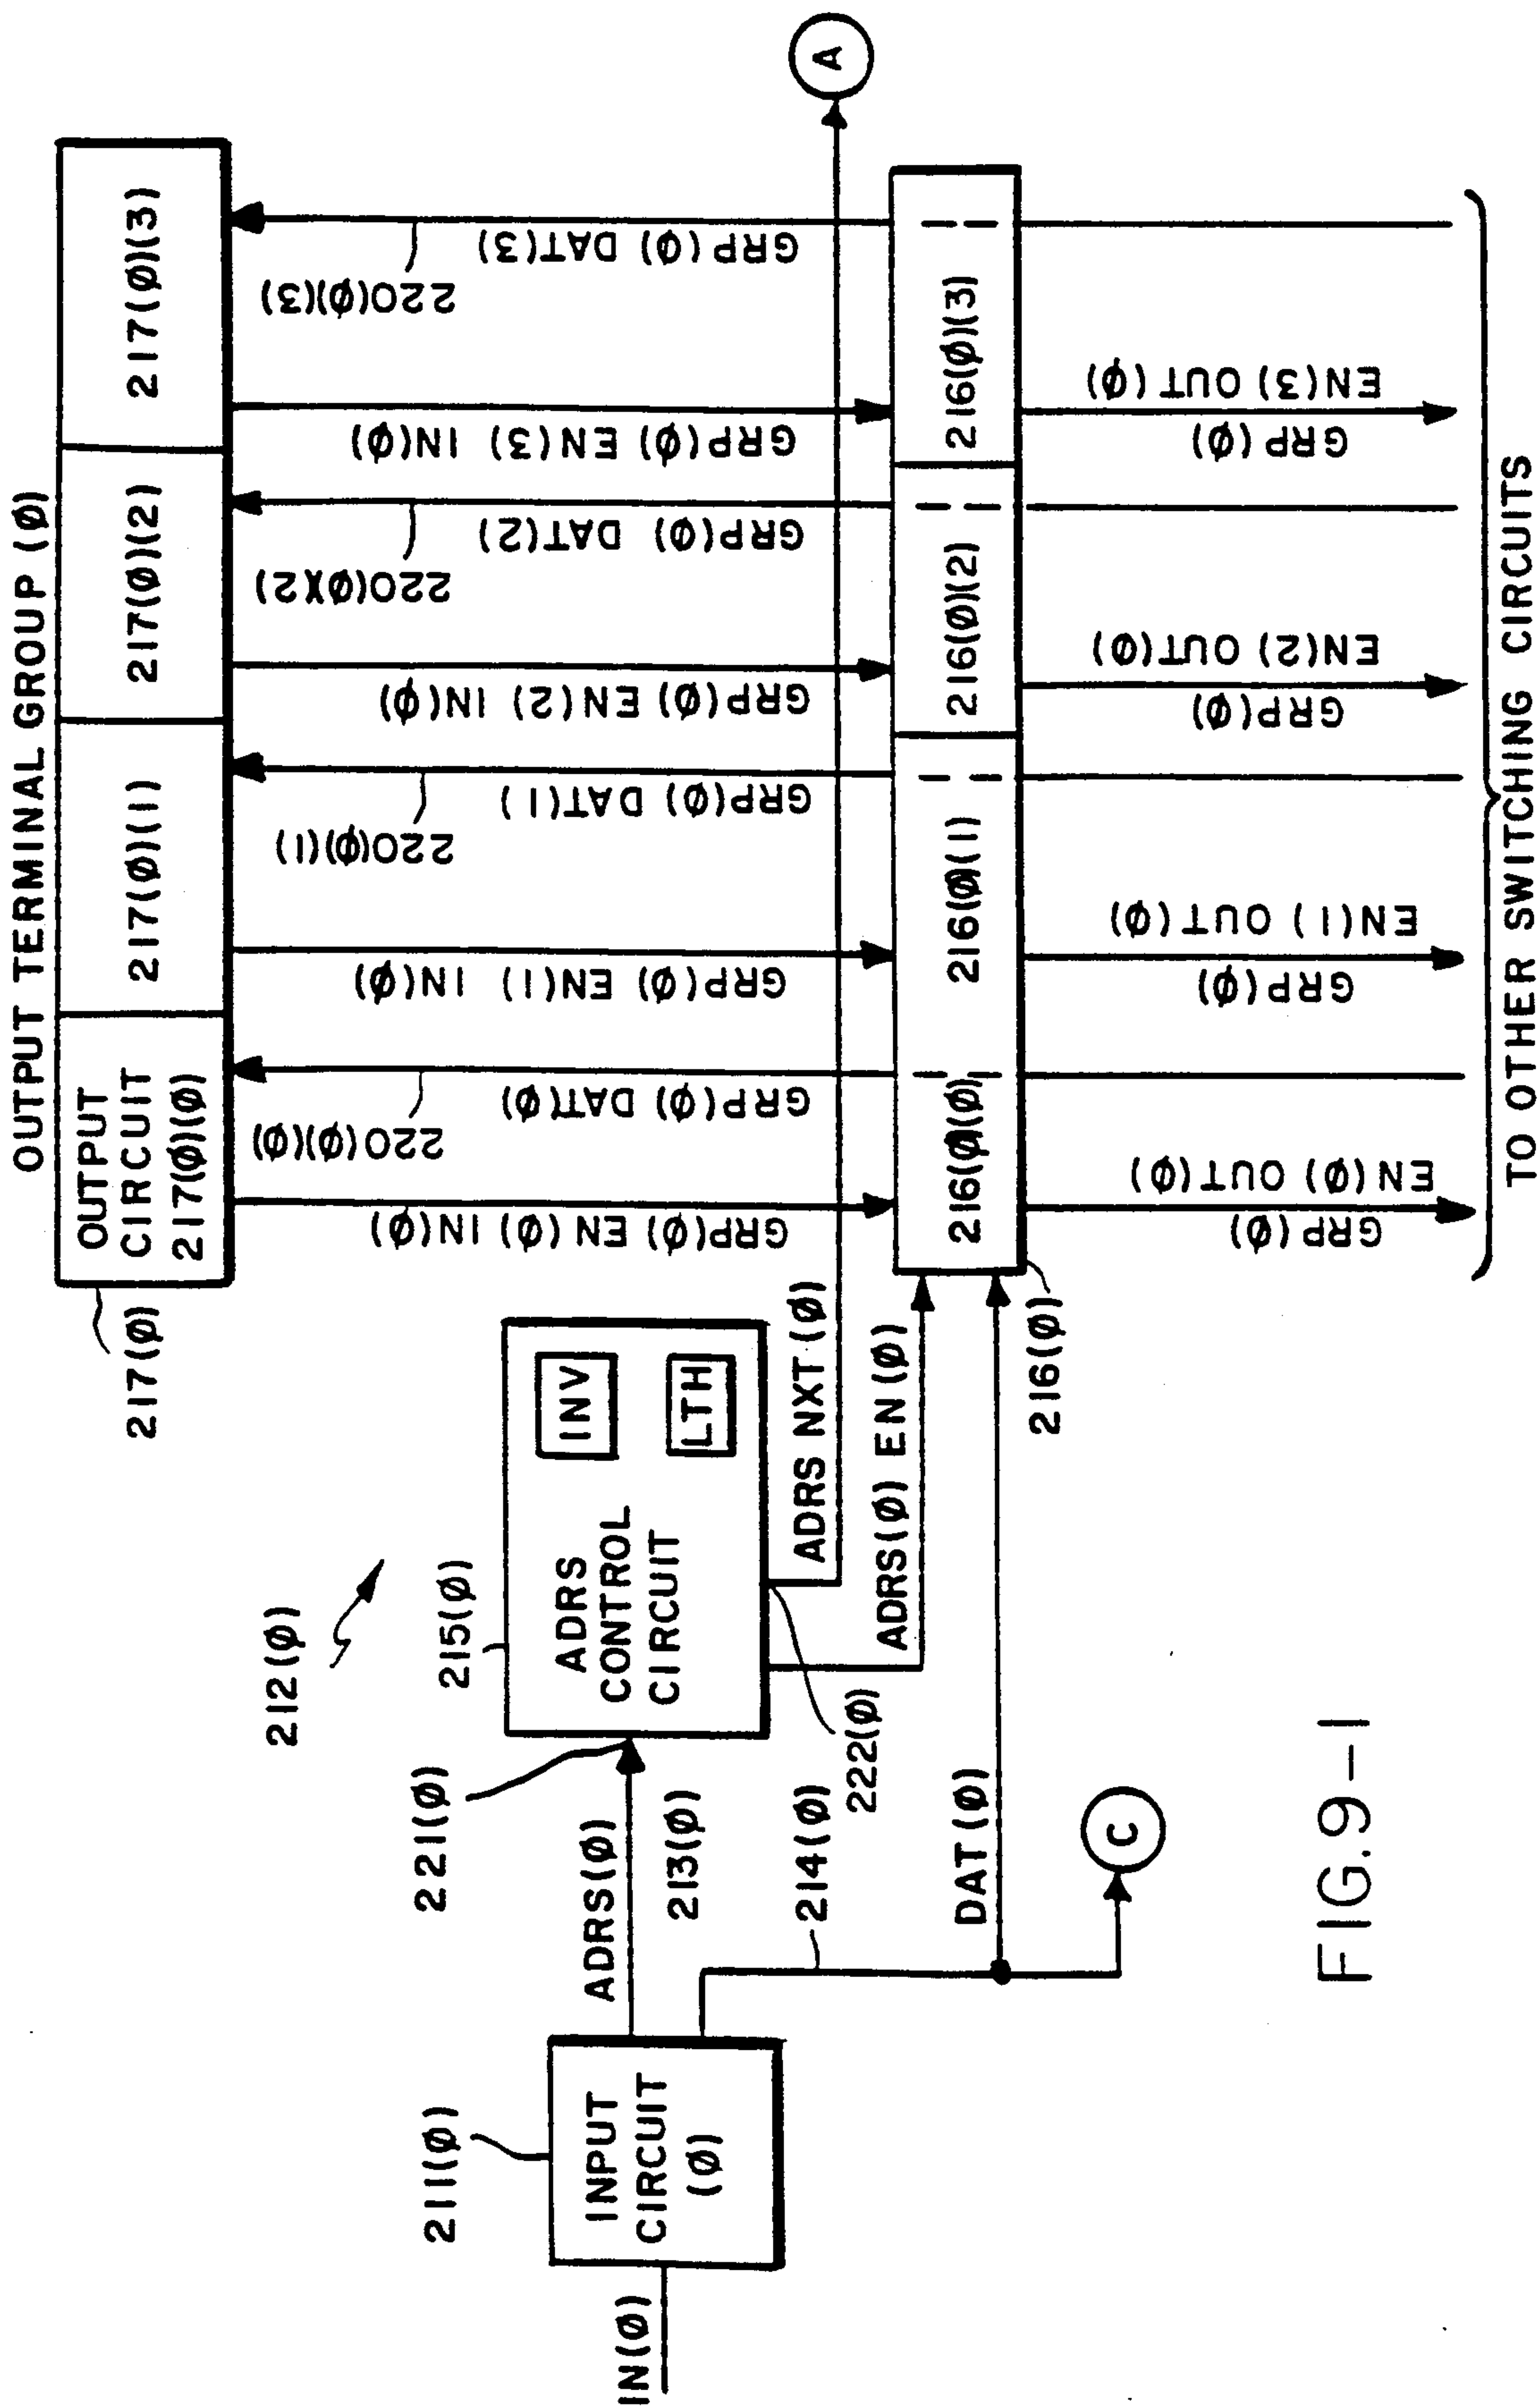 OUTPUT TERMINAL GROUP (Ø)
217(Ø)
OUTPUT
CIRCUIT
217(Ø)(Ø)
217(Ø)(1)
217(Ø)(2)
217(Ø)(3)
GRP(Ø) EN(Ø) IN(Ø)
220(Ø)(Ø)
GRP(Ø) DAT(Ø)
GRP(Ø) EN(1) IN(Ø)
220(Ø)(1)
GRP(Ø) DAT(1)
GRP(Ø) EN(2) IN(Ø)
220(Ø)(2)
GRP(Ø) DAT(2)
GRP(Ø) EN(3) IN(Ø)
220(Ø)(3)
GRP(Ø) DAT(3)
212(Ø)
215(Ø)
ADRS
CONTROL
CIRCUIT
INV
LTH
221(Ø)
ADRS(Ø)
213(Ø)
211(Ø)
INPUT
CIRCUIT
(Ø)
IN(Ø)
214(Ø)
222(Ø)
ADRS NXT(Ø)
A
ADRS(Ø) EN(Ø)
DAT(Ø)
C
216(Ø)
216(Ø)(Ø)
216(Ø)(1)
216(Ø)(2)
216(Ø)(3)
GRP(Ø)
EN(Ø) OUT(Ø)
GRP(Ø)
EN(1) OUT(Ø)
GRP(Ø)
EN(2) OUT(Ø)
GRP(Ø)
EN(3) OUT(Ø)
TO OTHER SWITCHING CIRCUITS
FIG.9-1